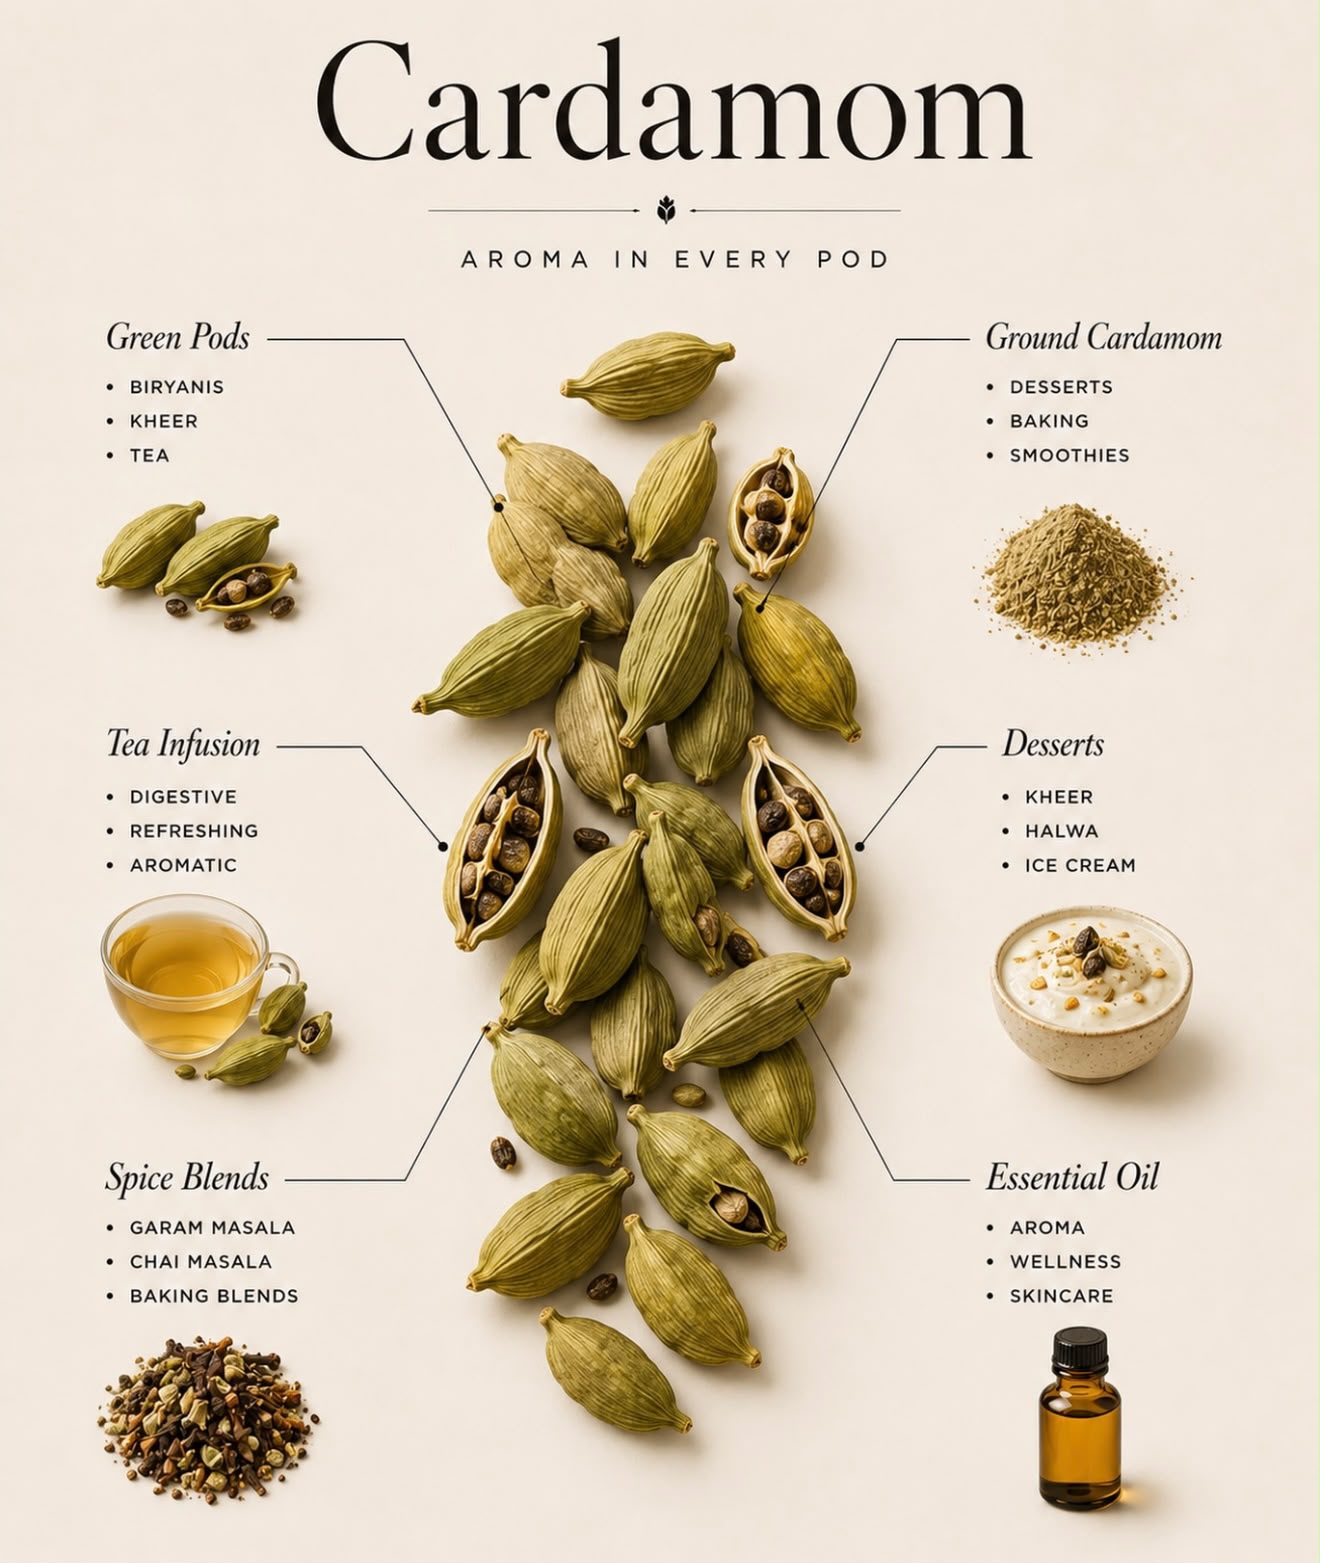 Cardamom
AROMA IN EVERY POD
Green Pods
• BIRYANIS
• KHEER
• TEA
Ground Cardamom
• DESSERTS
• BAKING
• SMOOTHIES
Tea Infusion
• DIGESTIVE
• REFRESHING
• AROMATIC
Desserts
• KHEER
• HALWA
• ICE CREAM
Spice Blends
• GARAM MASALA
• CHAI MASALA
• BAKING BLENDS
Essential Oil
• AROMA
• WELLNESS
• SKINCARE